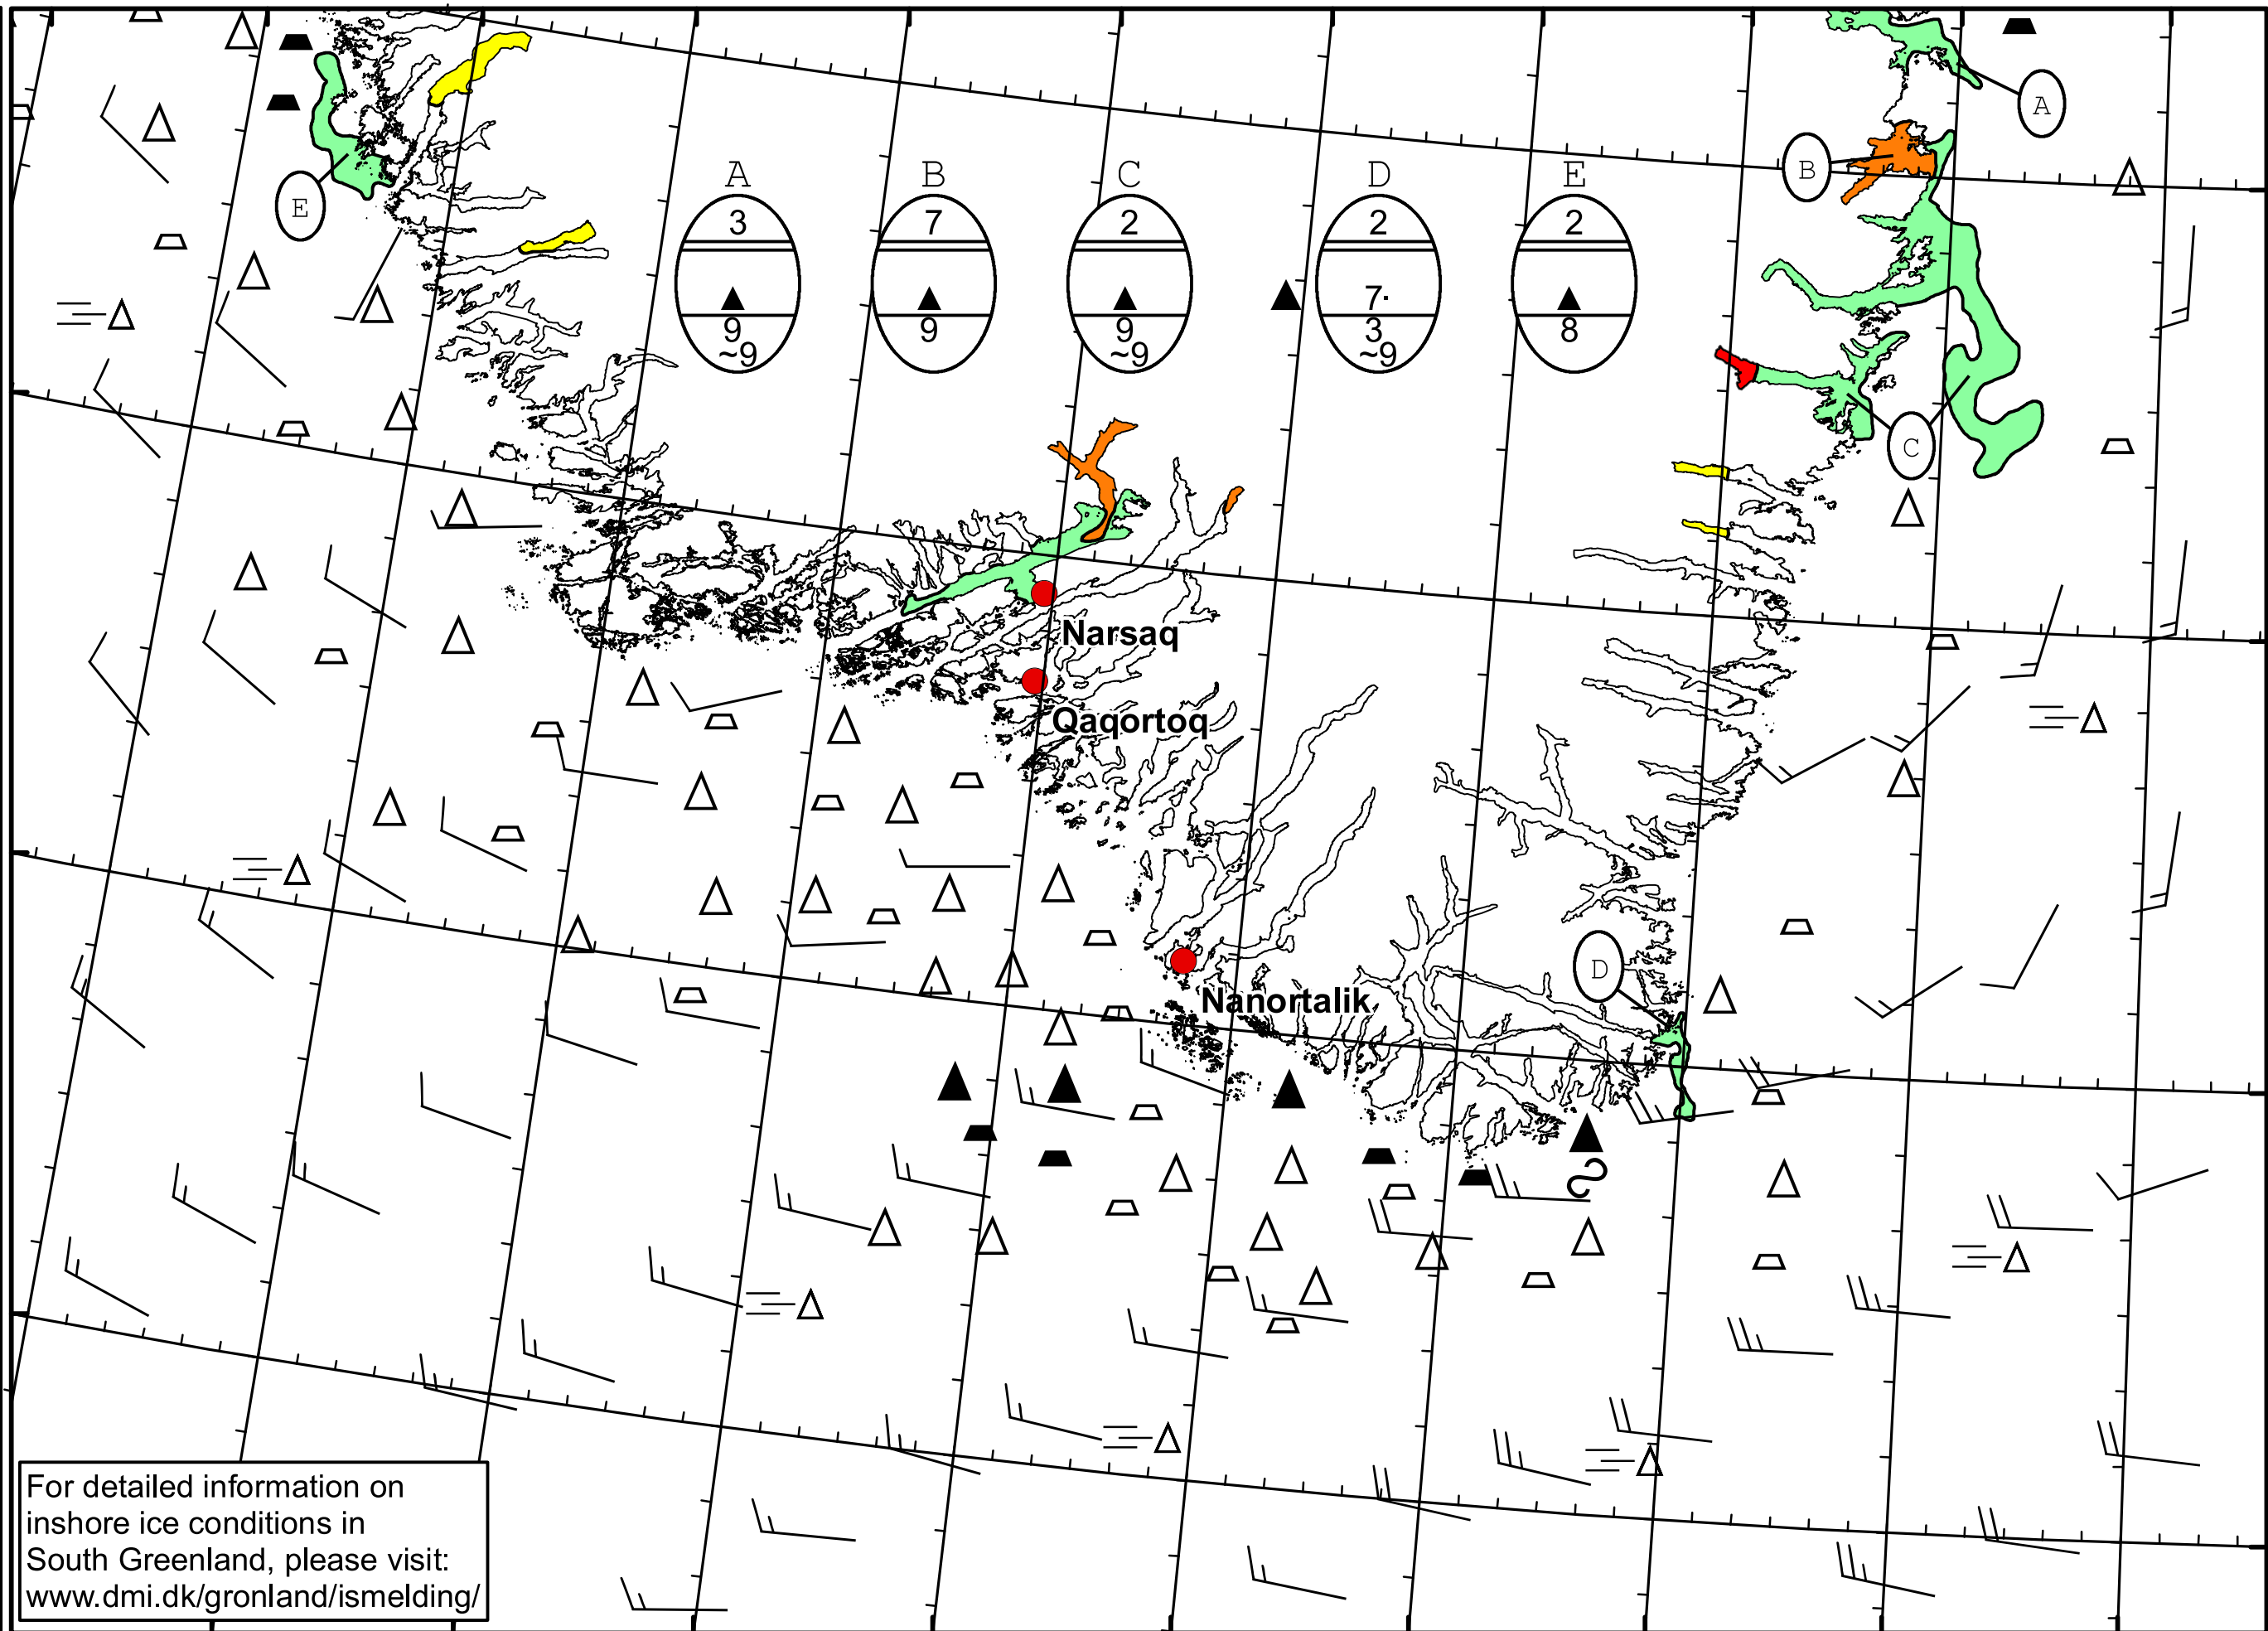 A
B
E
A B C D E
3 7 2 2 2
7.
9 9 9 3 8
~9 ~9 ~9
C
Narsaq
Qaqortoq
D
Nanortalik
For detailed information on
inshore ice conditions in
South Greenland, please visit:
www.dmi.dk/gronland/ismelding/